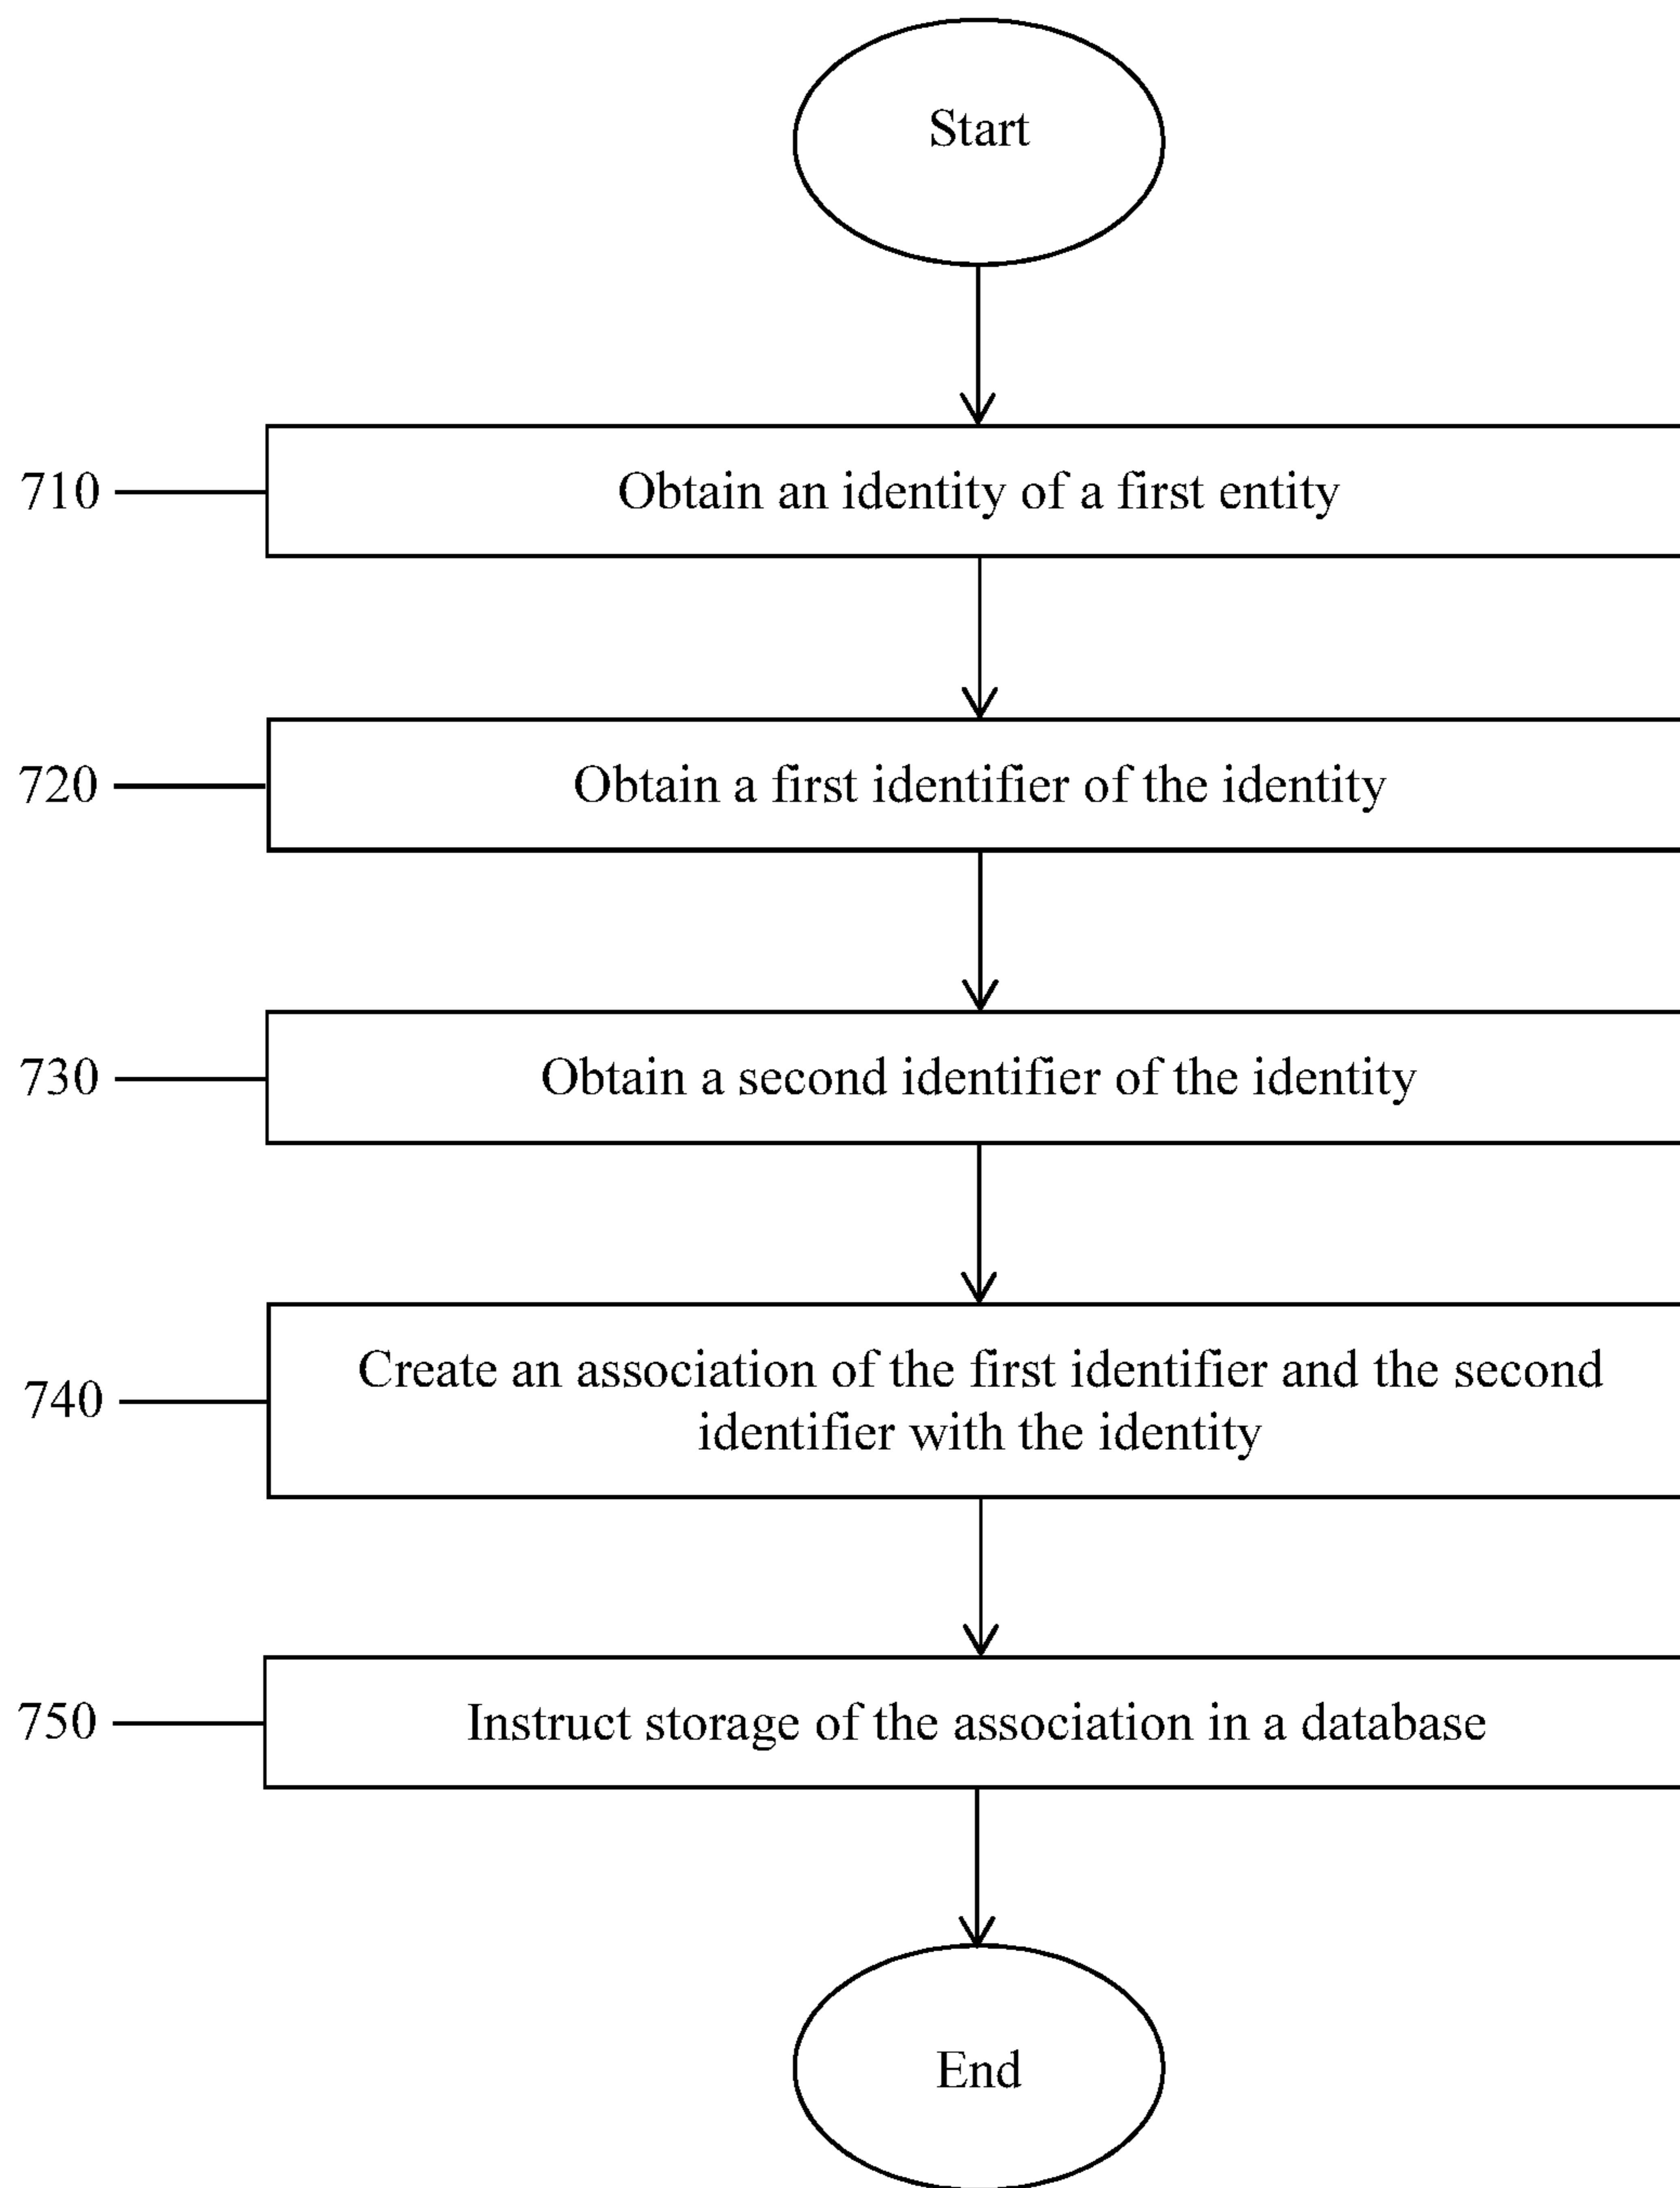 Start
710
Obtain an identity of a first entity
720
Obtain a first identifier of the identity
730
Obtain a second identifier of the identity
740
Create an association of the first identifier and the second
identifier with the identity
750
Instruct storage of the association in a database
End